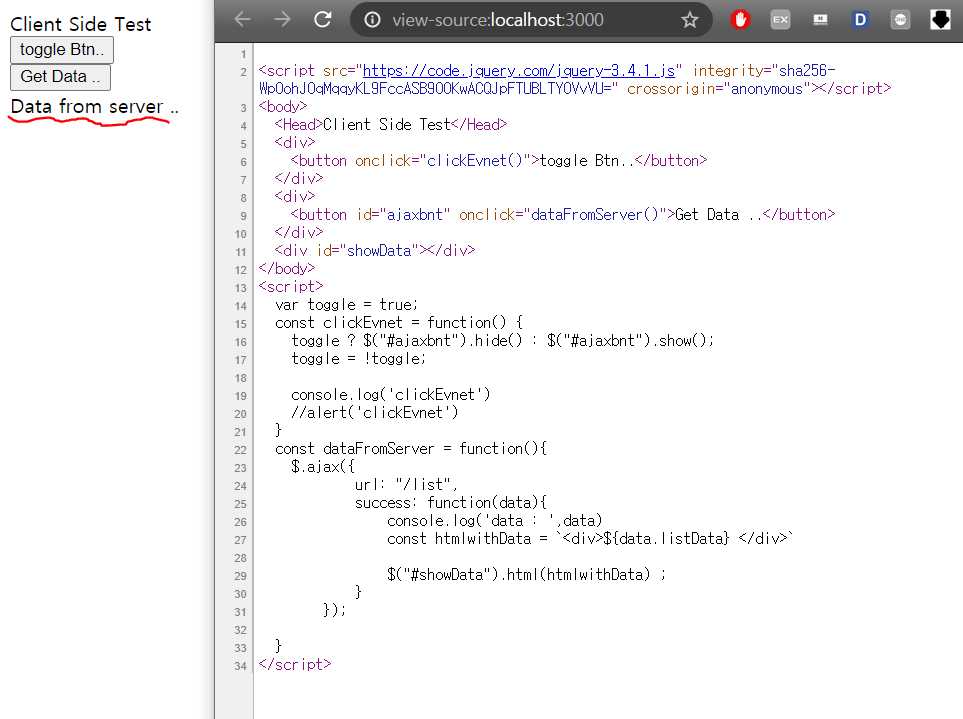 Client Side Test
toggle Btn..
Get Data ..
Data from server ..
view-source:localhost:3000
EX
D
ONE
1
2 <script src="https://code.jquery.com/jquery-3.4.1.js" integrity="sha256-
WpOohJOqMqqyKL9FccASB9O0KwACQJpFTUBLTYOVvVU=" crossorigin="anonymous"></script>
3 <body>
4 <Head>Client Side Test</Head>
5 <div>
6 <button onclick="clickEvnet()">toggle Btn..</button>
7 </div>
8 <div>
9 <button id="ajaxbnt" onclick="dataFromServer()">Get Data ..</button>
10 </div>
11 <div id="showData"></div>
12 </body>
13 <script>
14 var toggle = true;
15 const clickEvnet = function() {
16 toggle ? $("#ajaxbnt").hide() : $("#ajaxbnt").show();
17 toggle = !toggle;
18
19 console.log('clickEvnet')
20 //alert('clickEvnet')
21 }
22 const dataFromServer = function(){
23 $.ajax({
24 url: "/list",
25 success: function(data){
26 console.log('data : ',data)
27 const htmlwithData = `<div>${data.listData} </div>`
28
29 $("#showData").html(htmlwithData) ;
30 }
31 });
32
33 }
34 </script>